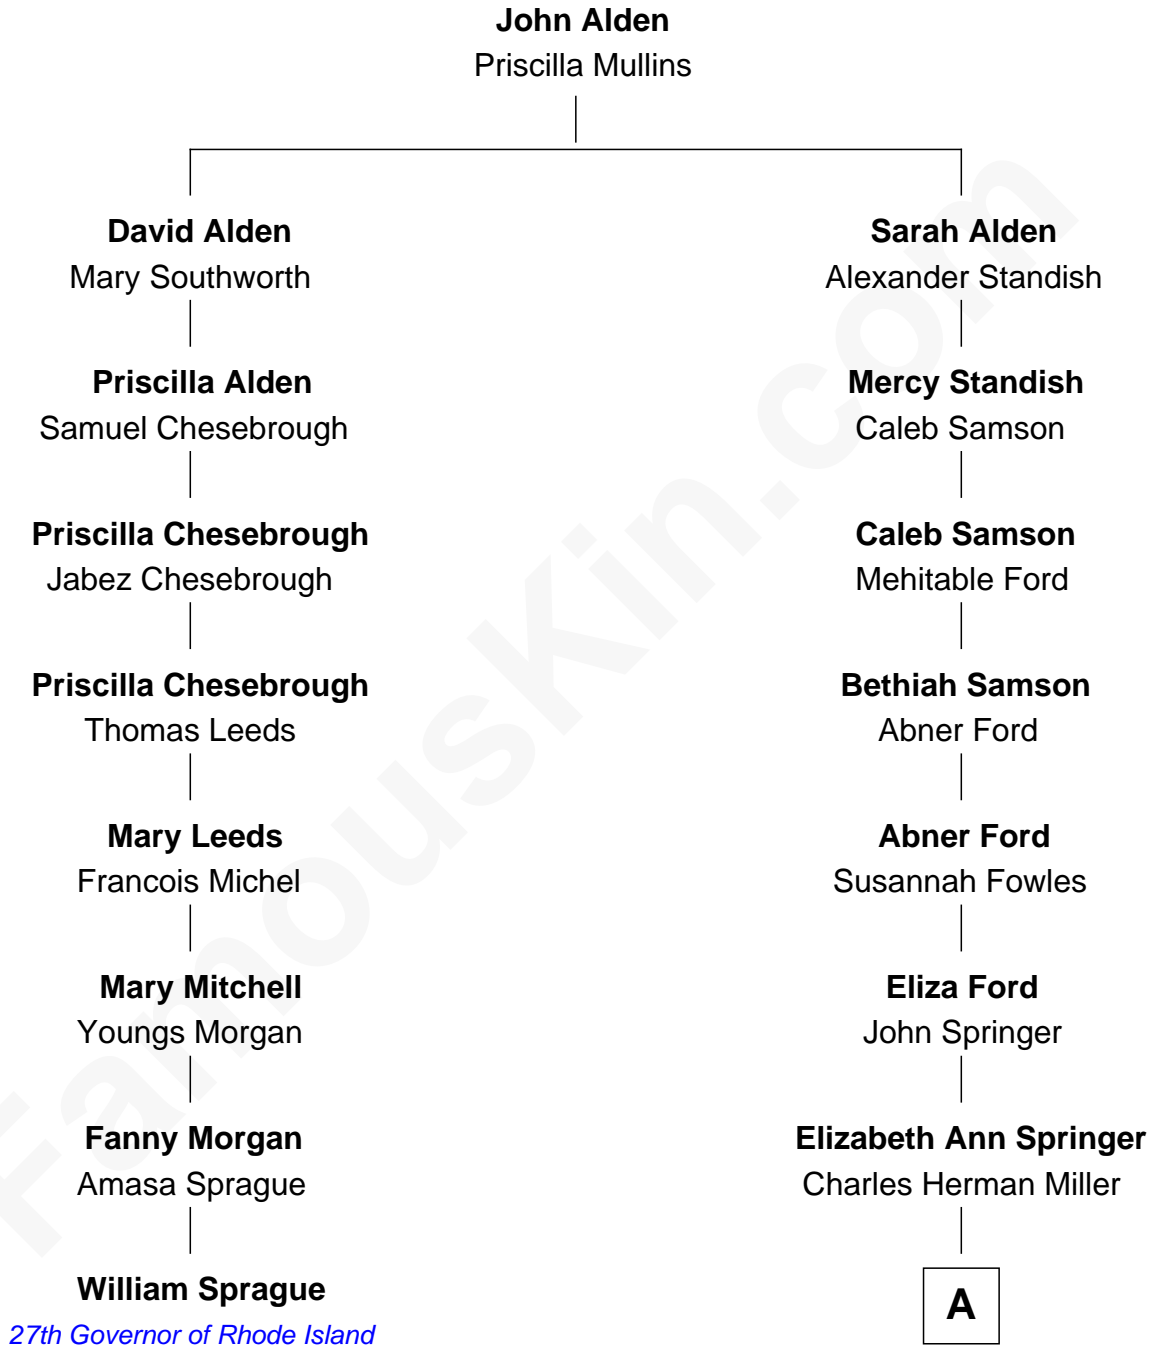 John Alden
Priscilla Mullins
David Alden
Mary Southworth
Sarah Alden
Alexander Standish
Priscilla Alden
Samuel Chesebrough
Mercy Standish
Caleb Samson
Priscilla Chesebrough
Jabez Chesebrough
Caleb Samson
Mehitable Ford
Priscilla Chesebrough
Thomas Leeds
Bethiah Samson
Abner Ford
Mary Leeds
Francois Michel
Abner Ford
Susannah Fowles
Mary Mitchell
Youngs Morgan
Eliza Ford
John Springer
Fanny Morgan
Amasa Sprague
Elizabeth Ann Springer
Charles Herman Miller
William Sprague
27th Governor of Rhode Island
A
FamousKin.com